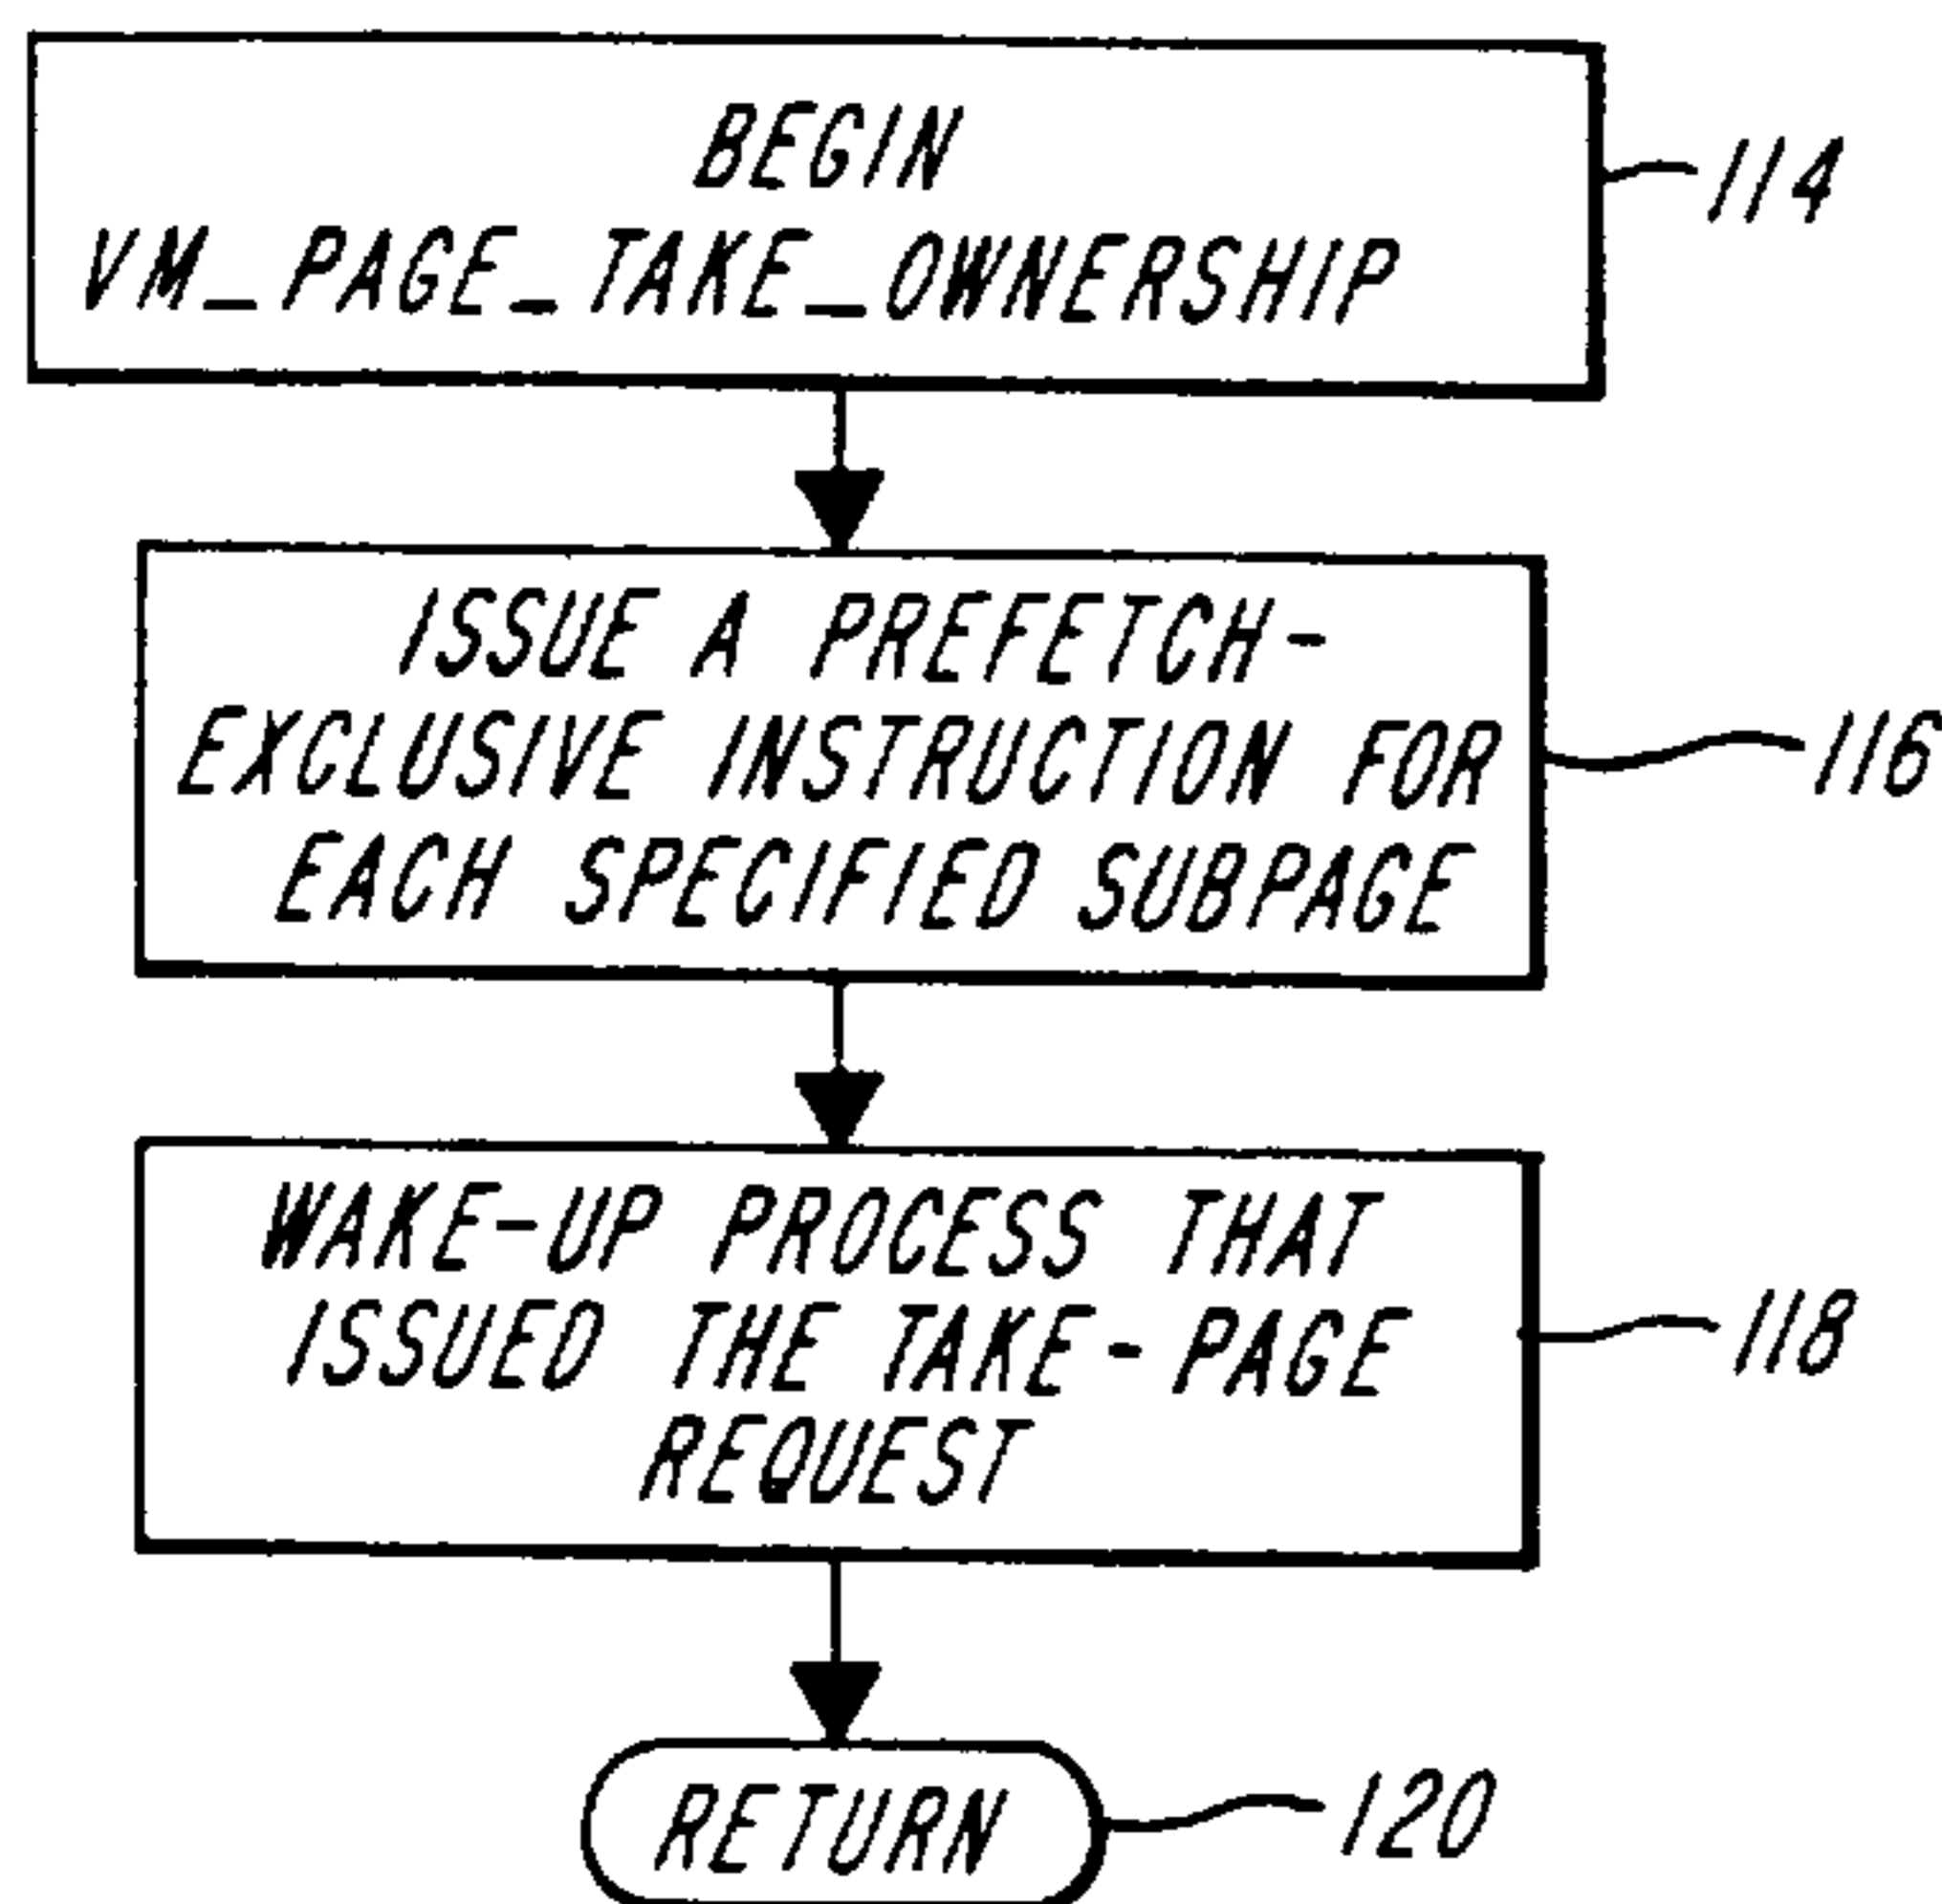 BEGIN
VM_PAGE_TAKE_OWNERSHIP
114
ISSUE A PREFETCH-
EXCLUSIVE INSTRUCTION FOR
EACH SPECIFIED SUBPAGE
116
WAKE-UP PROCESS THAT
ISSUED THE TAKE-PAGE
REQUEST
118
RETURN
120